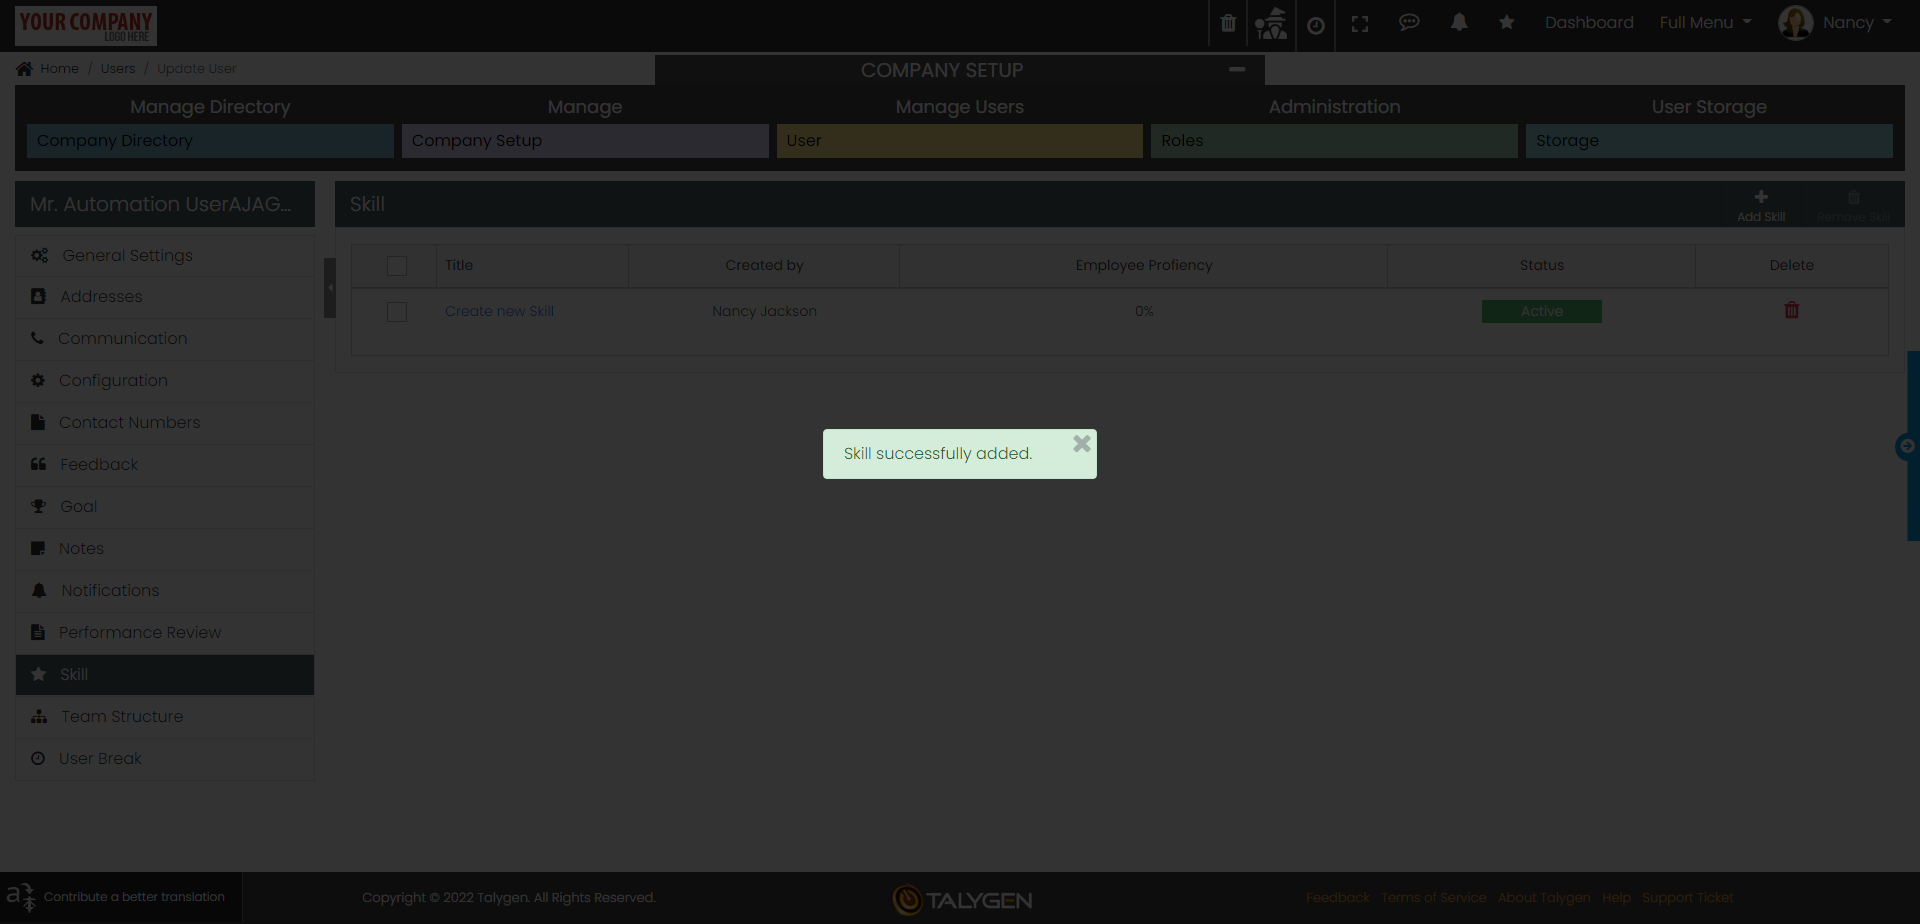 YOUR COMPANY
LOGO HERE
Dashboard
Full Menu
Nancy
Home / Users / Update User
COMPANY SETUP
Manage Directory
Manage
Manage Users
Administration
User Storage
Company Directory
Company Setup
User
Roles
Storage
Mr. Automation UserAJAG...
General Settings
Addresses
Communication
Configuration
Contact Numbers
Feedback
Goal
Notes
Notifications
Performance Review
Skill
Team Structure
User Break
Skill
Add Skill
Remove Skill
Title
Created by
Employee Profiency
Status
Delete
Create new Skill
Nancy Jackson
0%
Active
Skill successfully added.
Contribute a better translation
Copyright © 2022 Talygen. All Rights Reserved.
TALYGEN
Feedback
Terms of Service
About Talygen
Help
Support Ticket